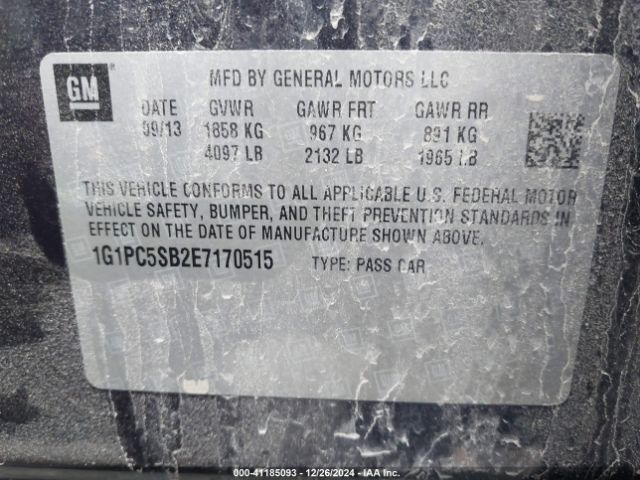 GM
MFD BY GENERAL MOTORS LLC
DATE GVWR GAWR FRT GAWR RR
09/13 1858 KG 967 KG 891 KG
4097 LB 2132 LB 1965 LB
THIS VEHICLE CONFORMS TO ALL APPLICABLE U.S. FEDERAL MOTOR
VEHICLE SAFETY, BUMPER, AND THEFT PREVENTION STANDARDS IN
EFFECT ON THE DATE OF MANUFACTURE SHOWN ABOVE.
1G1PC5SB2E7170515 TYPE: PASS CAR
000-41185093 - 12/26/2024 - IAA Inc.